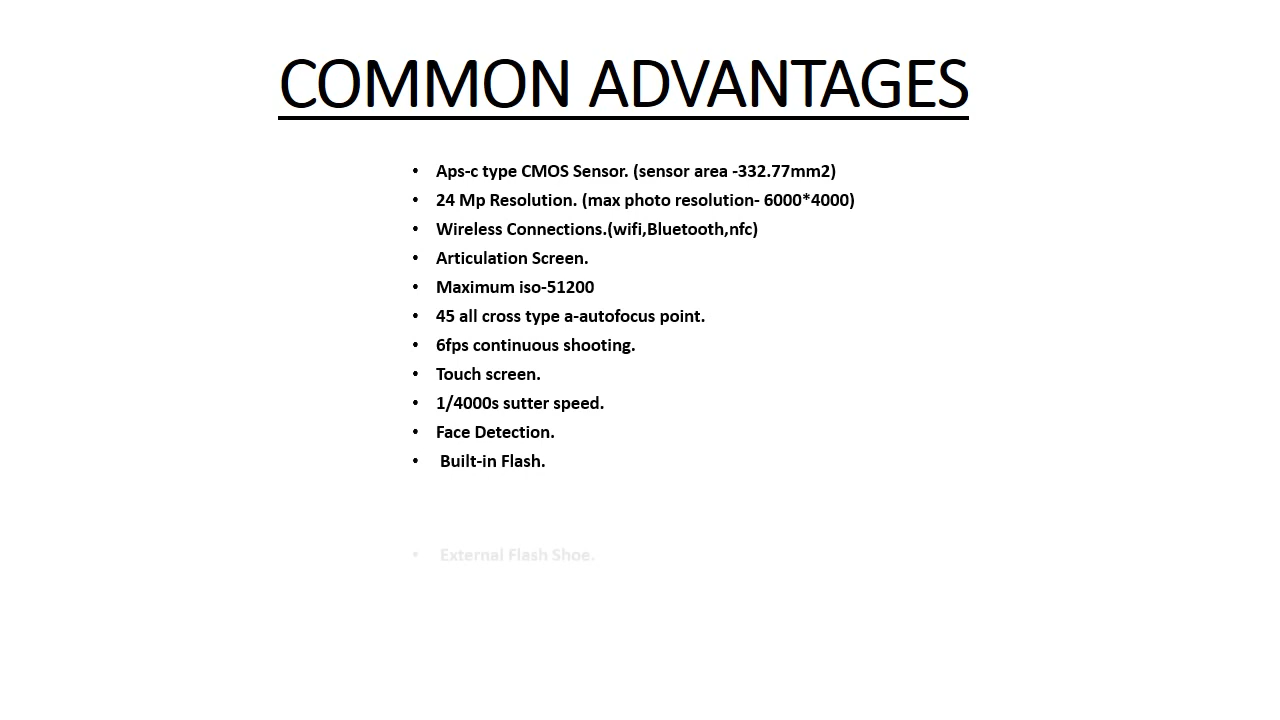 COMMON ADVANTAGES
• Aps-c type CMOS Sensor. (sensor area -332.77mm2)
• 24 Mp Resolution. (max photo resolution- 6000*4000)
• Wireless Connections.(wifi,Bluetooth,nfc)
• Articulation Screen.
• Maximum iso-51200
• 45 all cross type a-autofocus point.
• 6fps continuous shooting.
• Touch screen.
• 1/4000s sutter speed.
• Face Detection.
• Built-in Flash.
• External Flash Shoe.